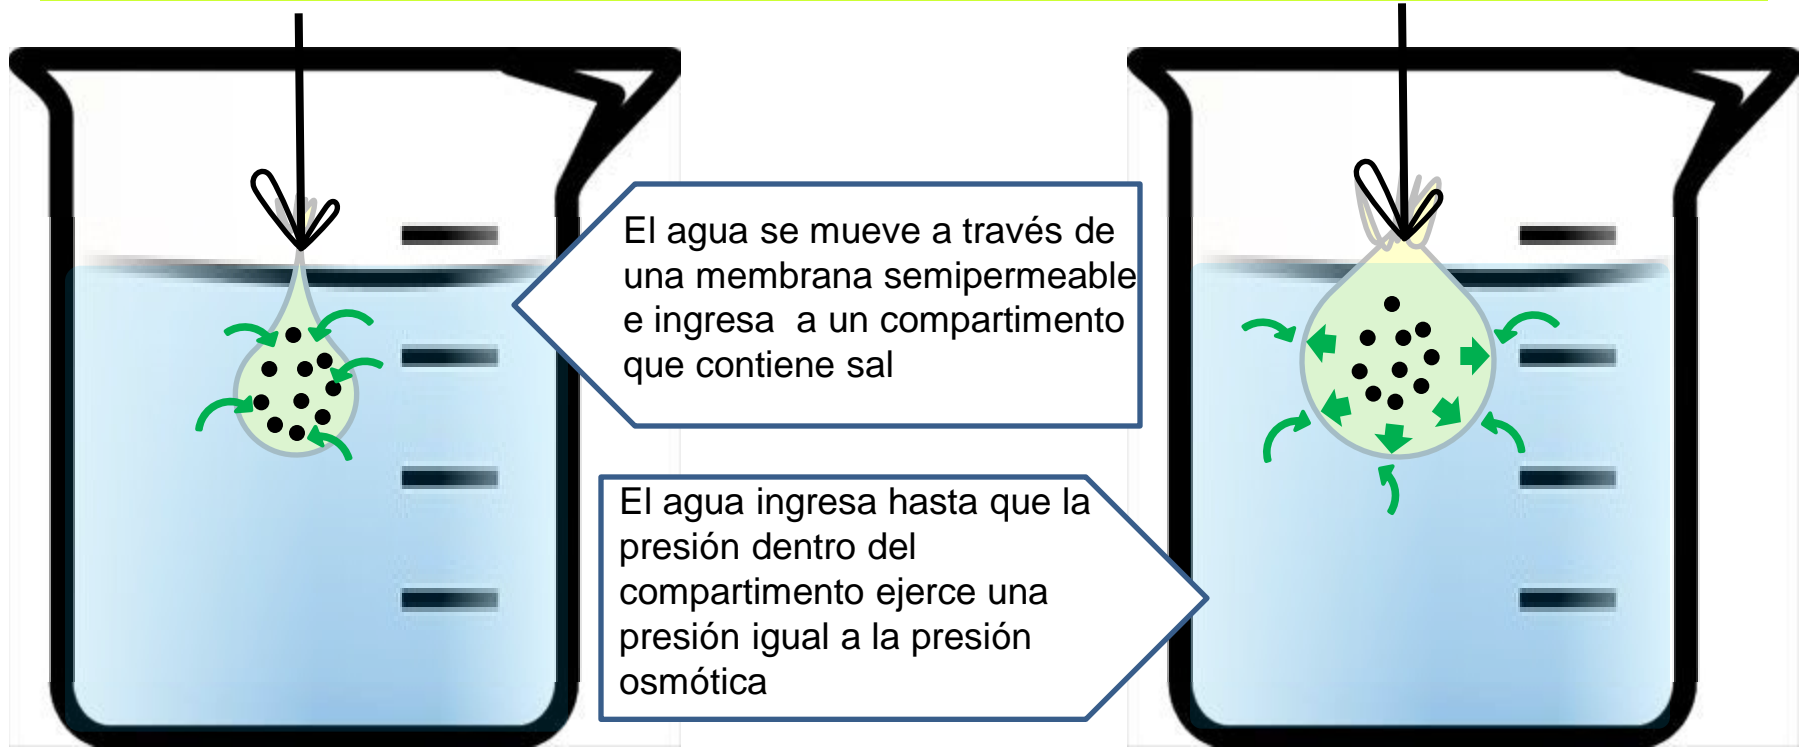 El agua se mueve a través de
una membrana semipermeable
e ingresa  a un compartimento
que contiene sal
El agua ingresa hasta que la
presión dentro del
compartimento ejerce una
presión igual a la presión
osmótica